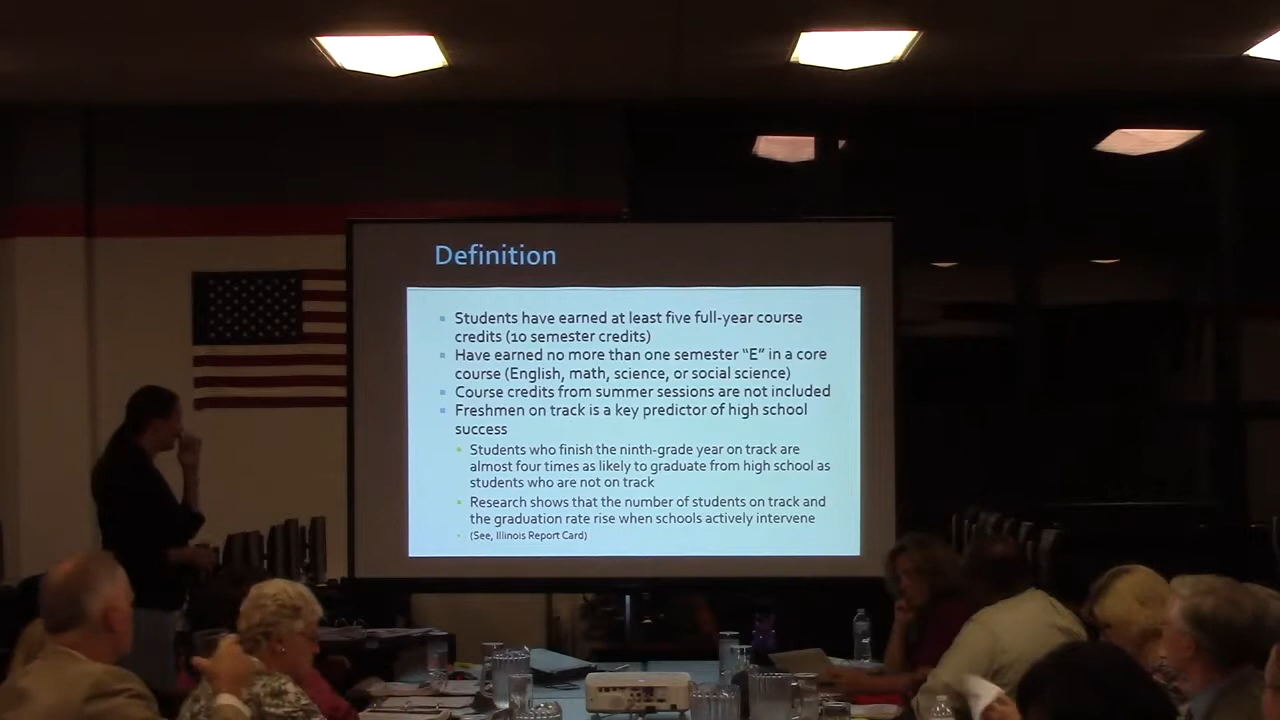 Definition
Students have earned at least five full-year course
credits (10 semester credits)
Have earned no more than one semester “E” in a core
course (English, math, science, or social science)
Course credits from summer sessions are not included
Freshmen on track is a key predictor of high school
success
Students who finish the ninth-grade year on track are
almost four times as likely to graduate from high school as
students who are not on track
Research shows that the number of students on track and
the graduation rate rise when schools actively intervene
(See, Illinois Report Card)